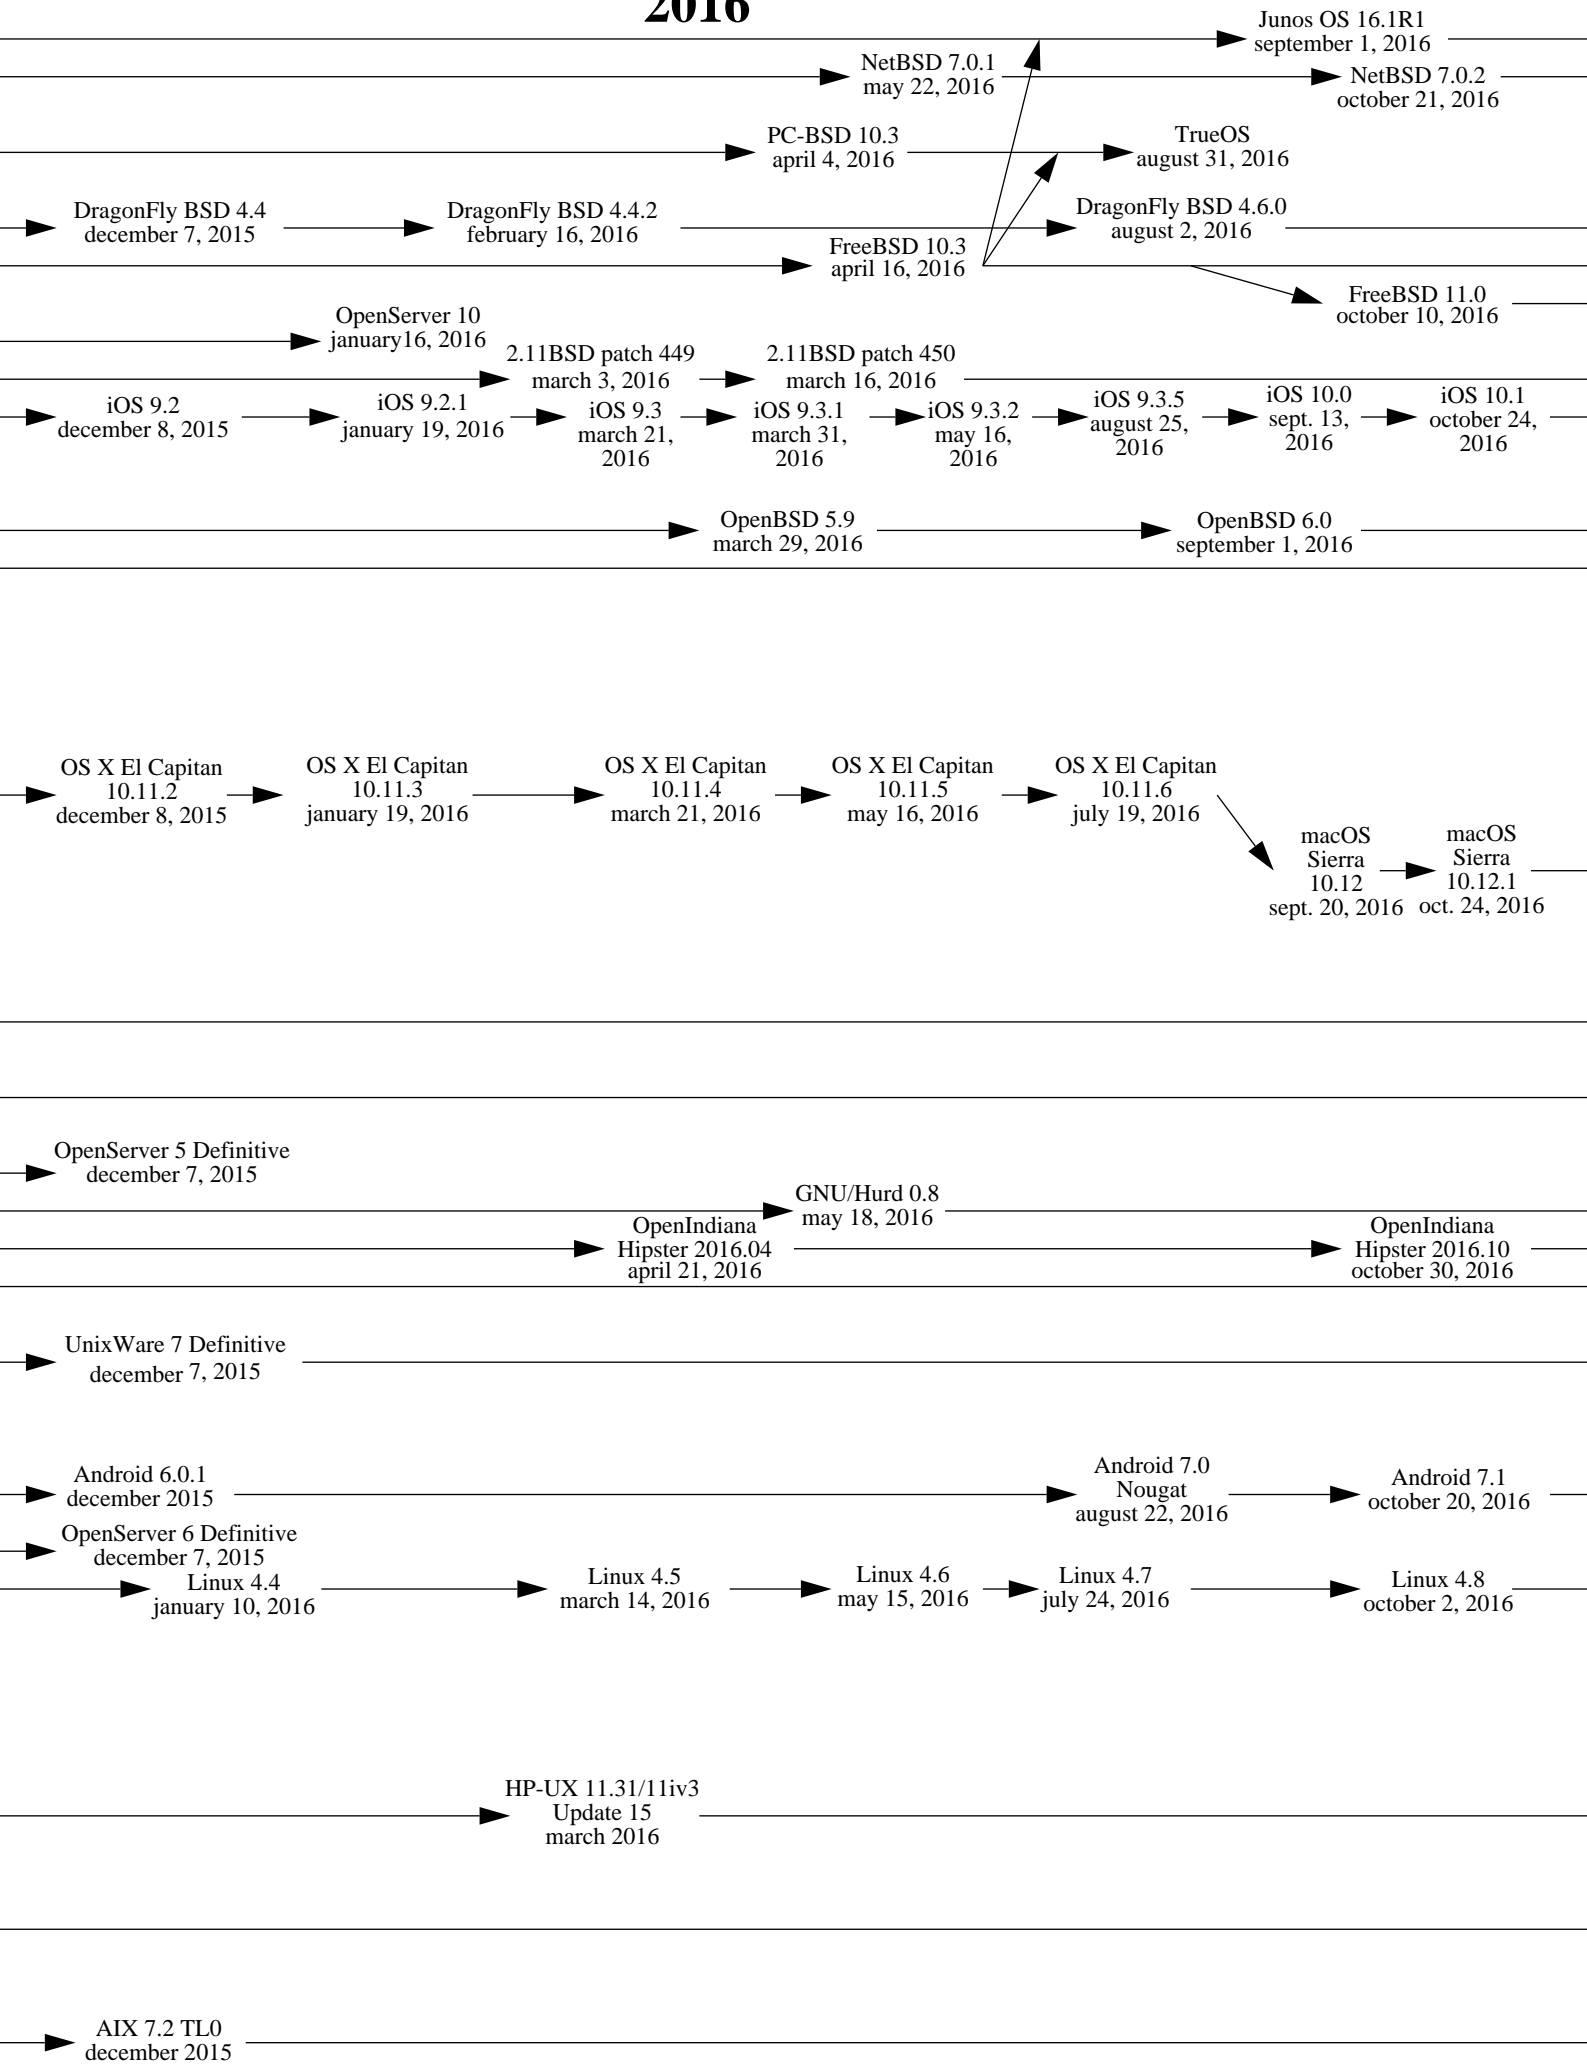 2016
Junos OS 16.1R1
september 1, 2016
NetBSD 7.0.1
may 22, 2016
NetBSD 7.0.2
october 21, 2016
PC-BSD 10.3
april 4, 2016
TrueOS
august 31, 2016
DragonFly BSD 4.4
december 7, 2015
DragonFly BSD 4.4.2
february 16, 2016
DragonFly BSD 4.6.0
august 2, 2016
FreeBSD 10.3
april 16, 2016
FreeBSD 11.0
october 10, 2016
OpenServer 10
january16, 2016
2.11BSD patch 449
march 3, 2016
2.11BSD patch 450
march 16, 2016
iOS 9.2
december 8, 2015
iOS 9.2.1
january 19, 2016
iOS 9.3
march 21,
2016
iOS 9.3.1
march 31,
2016
iOS 9.3.2
may 16,
2016
iOS 9.3.5
august 25,
2016
iOS 10.0
sept. 13,
2016
iOS 10.1
october 24,
2016
OpenBSD 5.9
march 29, 2016
OpenBSD 6.0
september 1, 2016
OS X El Capitan
10.11.2
december 8, 2015
OS X El Capitan
10.11.3
january 19, 2016
OS X El Capitan
10.11.4
march 21, 2016
OS X El Capitan
10.11.5
may 16, 2016
OS X El Capitan
10.11.6
july 19, 2016
macOS
Sierra
10.12
sept. 20, 2016
macOS
Sierra
10.12.1
oct. 24, 2016
OpenServer 5 Definitive
december 7, 2015
GNU/Hurd 0.8
may 18, 2016
OpenIndiana
Hipster 2016.04
april 21, 2016
OpenIndiana
Hipster 2016.10
october 30, 2016
UnixWare 7 Definitive
december 7, 2015
Android 6.0.1
december 2015
Android 7.0
Nougat
august 22, 2016
Android 7.1
october 20, 2016
OpenServer 6 Definitive
december 7, 2015
Linux 4.4
january 10, 2016
Linux 4.5
march 14, 2016
Linux 4.6
may 15, 2016
Linux 4.7
july 24, 2016
Linux 4.8
october 2, 2016
HP-UX 11.31/11iv3
Update 15
march 2016
AIX 7.2 TL0
december 2015